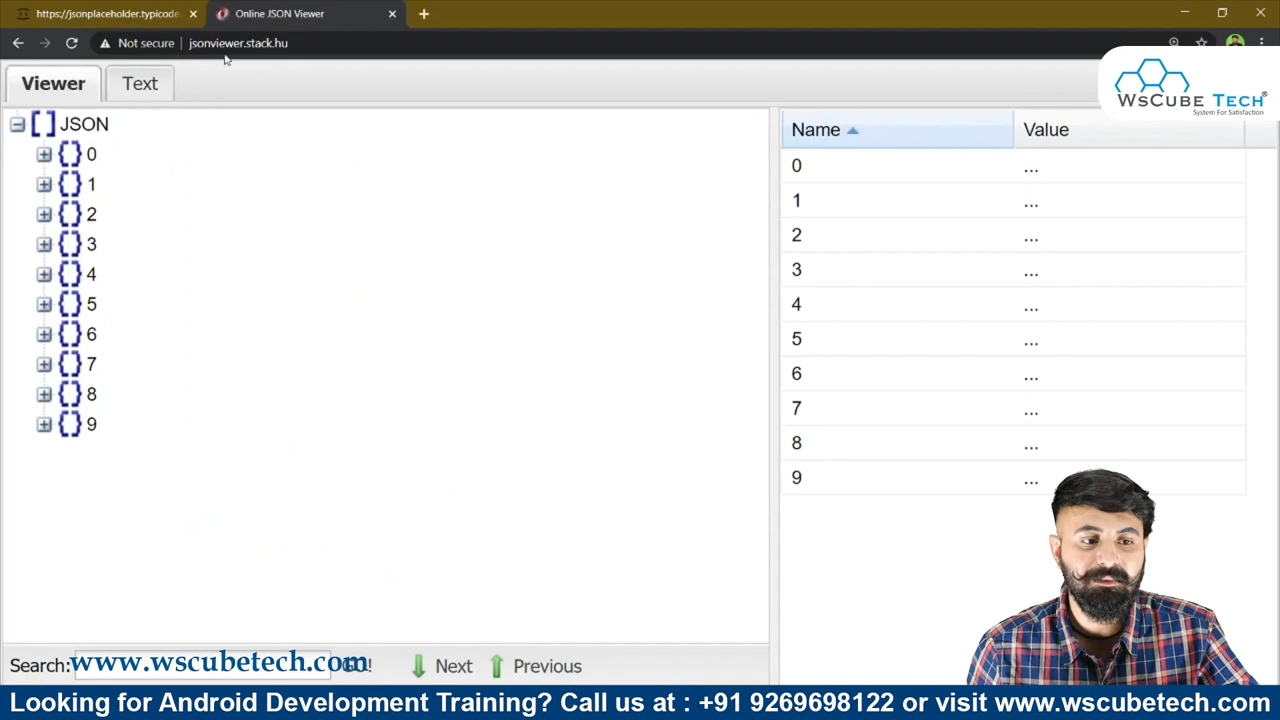 https://jsonplaceholder.typicode.
Online JSON Viewer
Not secure
jsonviewer.stack.hu
Viewer
Text
WsCube Tech®
System For Satisfaction
JSON
0
1
2
3
4
5
6
7
8
9
Name
Value
0 ...
1 ...
2 ...
3 ...
4 ...
5 ...
6 ...
7 ...
8 ...
9 ...
Search:
www.wscubetech.com
Next
Previous
Looking for Android Development Training? Call us at : +91 9269698122 or visit www.wscubetech.com